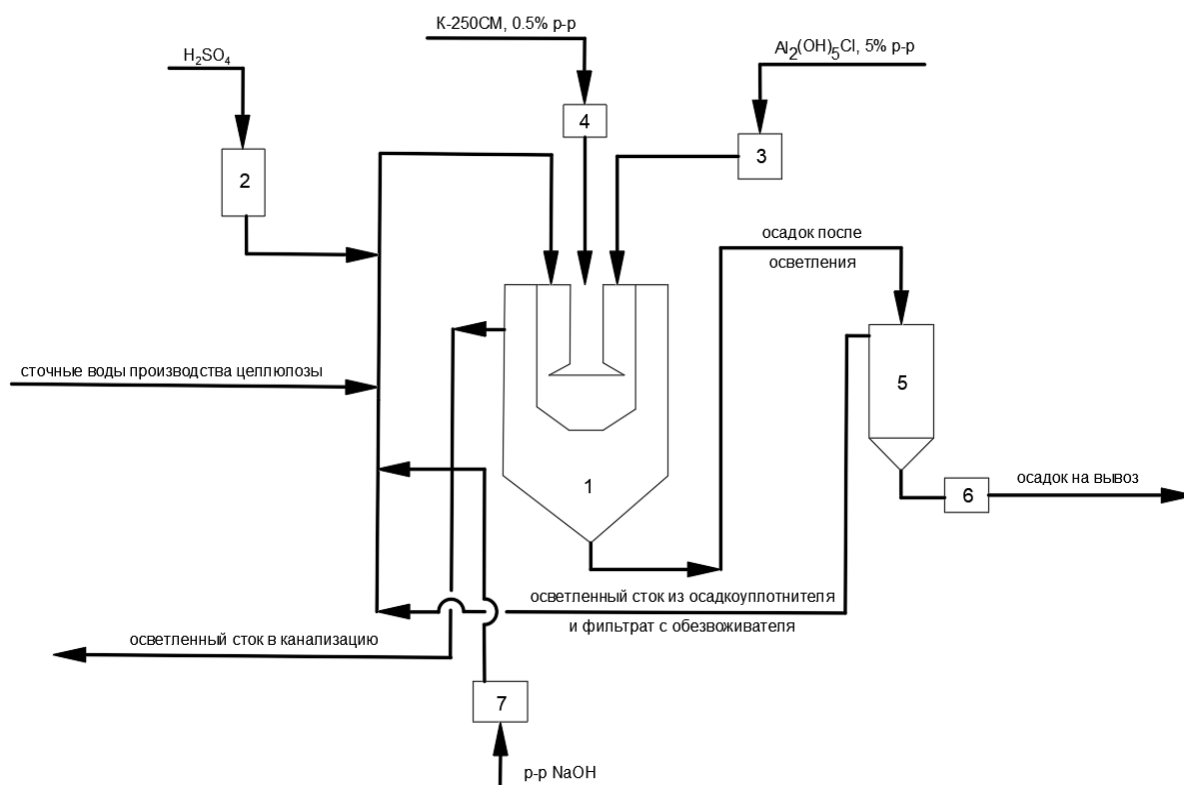 К-250СМ, 0.5% р-р
H₂SO₄
Al₂(OH)₅Cl, 5% р-р
4
3
2
осадок после
осветления
сточные воды производства целлюлозы
5
1
6
осадок на вывоз
осветленный сток из осадкоуплотнителя
и фильтрат с обезвоживателя
осветленный сток в канализацию
7
р-р NaOH